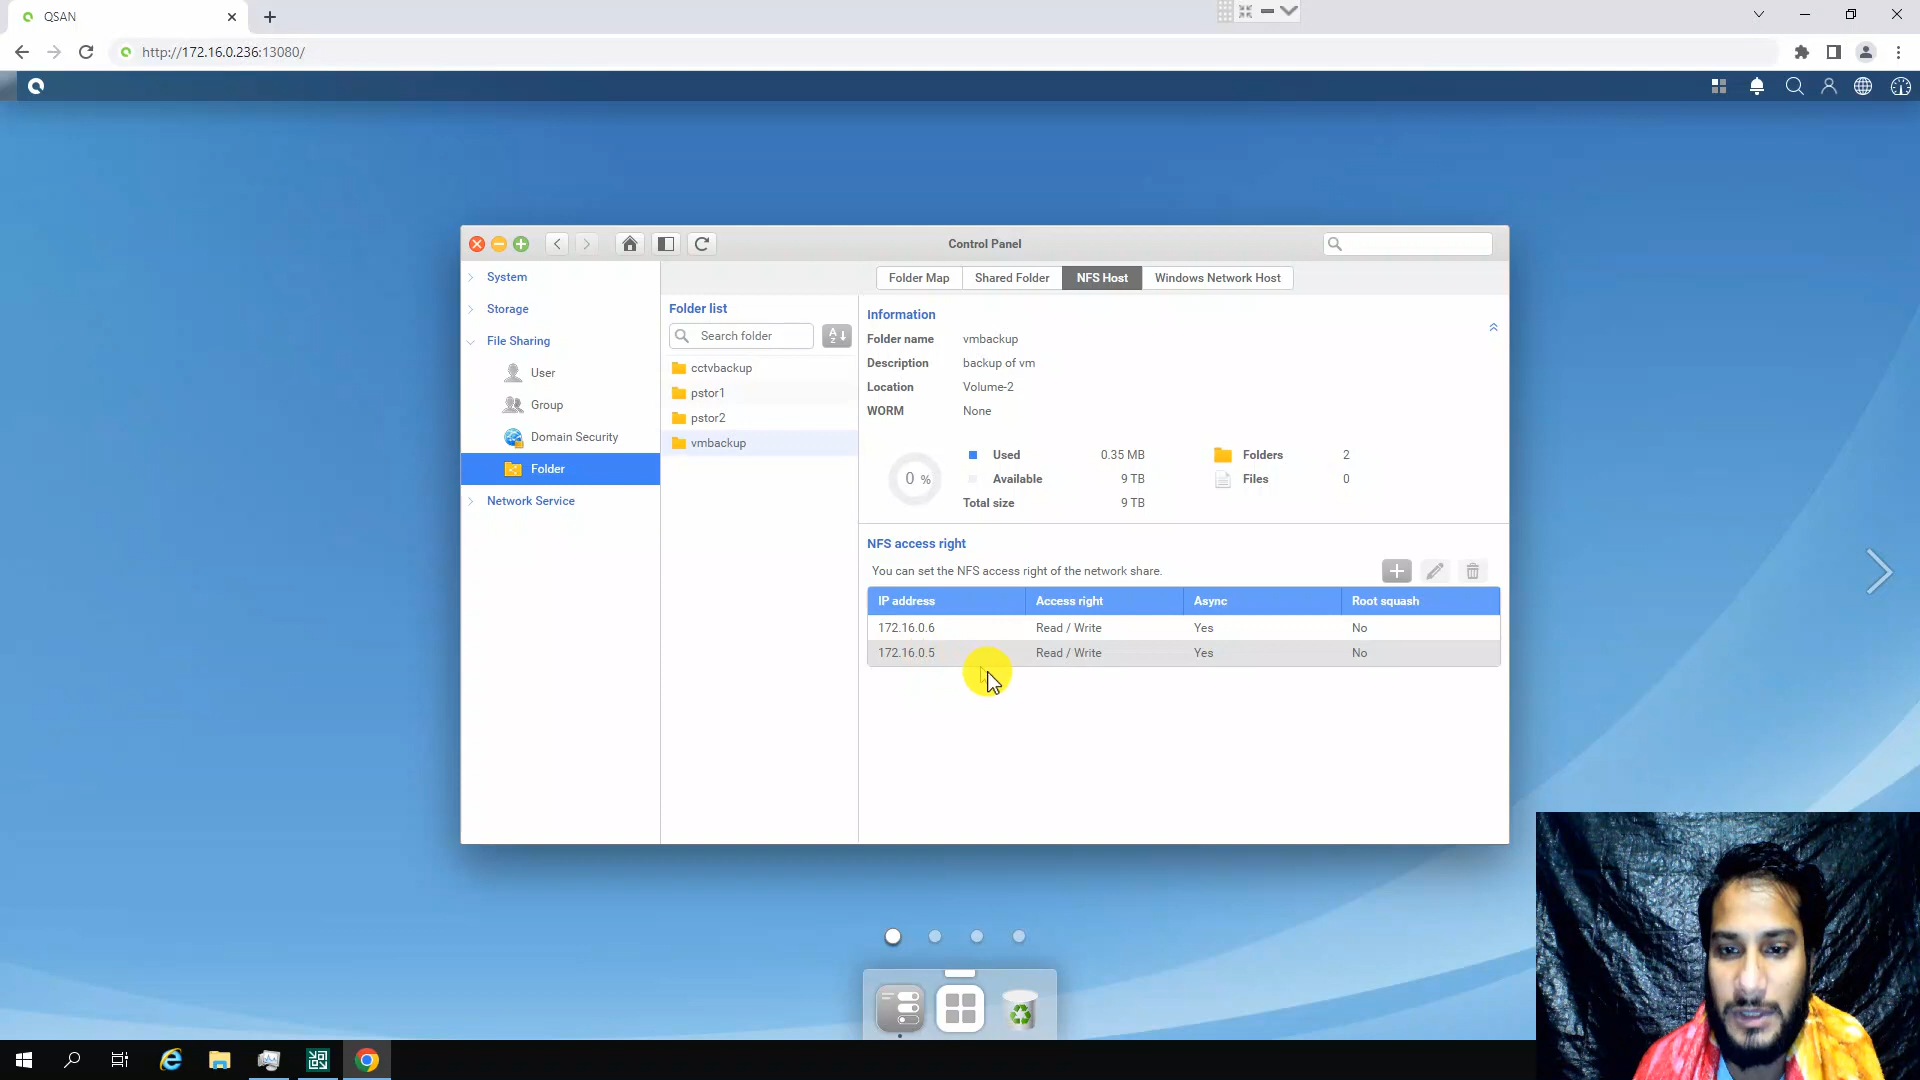 QSAN
http://172.16.0.236:13080/
Control Panel
System
Storage
File Sharing
User
Group
Domain Security
Folder
Network Service
Folder Map
Shared Folder
NFS Host
Windows Network Host
Folder list
Search folder
A
Z
cctvbackup
pstor1
pstor2
vmbackup
Information
Folder name vmbackup
Description backup of vm
Location Volume-2
WORM None
0 %
Used 0.35 MB
Available 9 TB
Total size 9 TB
Folders 2
Files 0
NFS access right
You can set the NFS access right of the network share.
IP address Access right Async Root squash
172.16.0.6 Read / Write Yes No
172.16.0.5 Read / Write Yes No